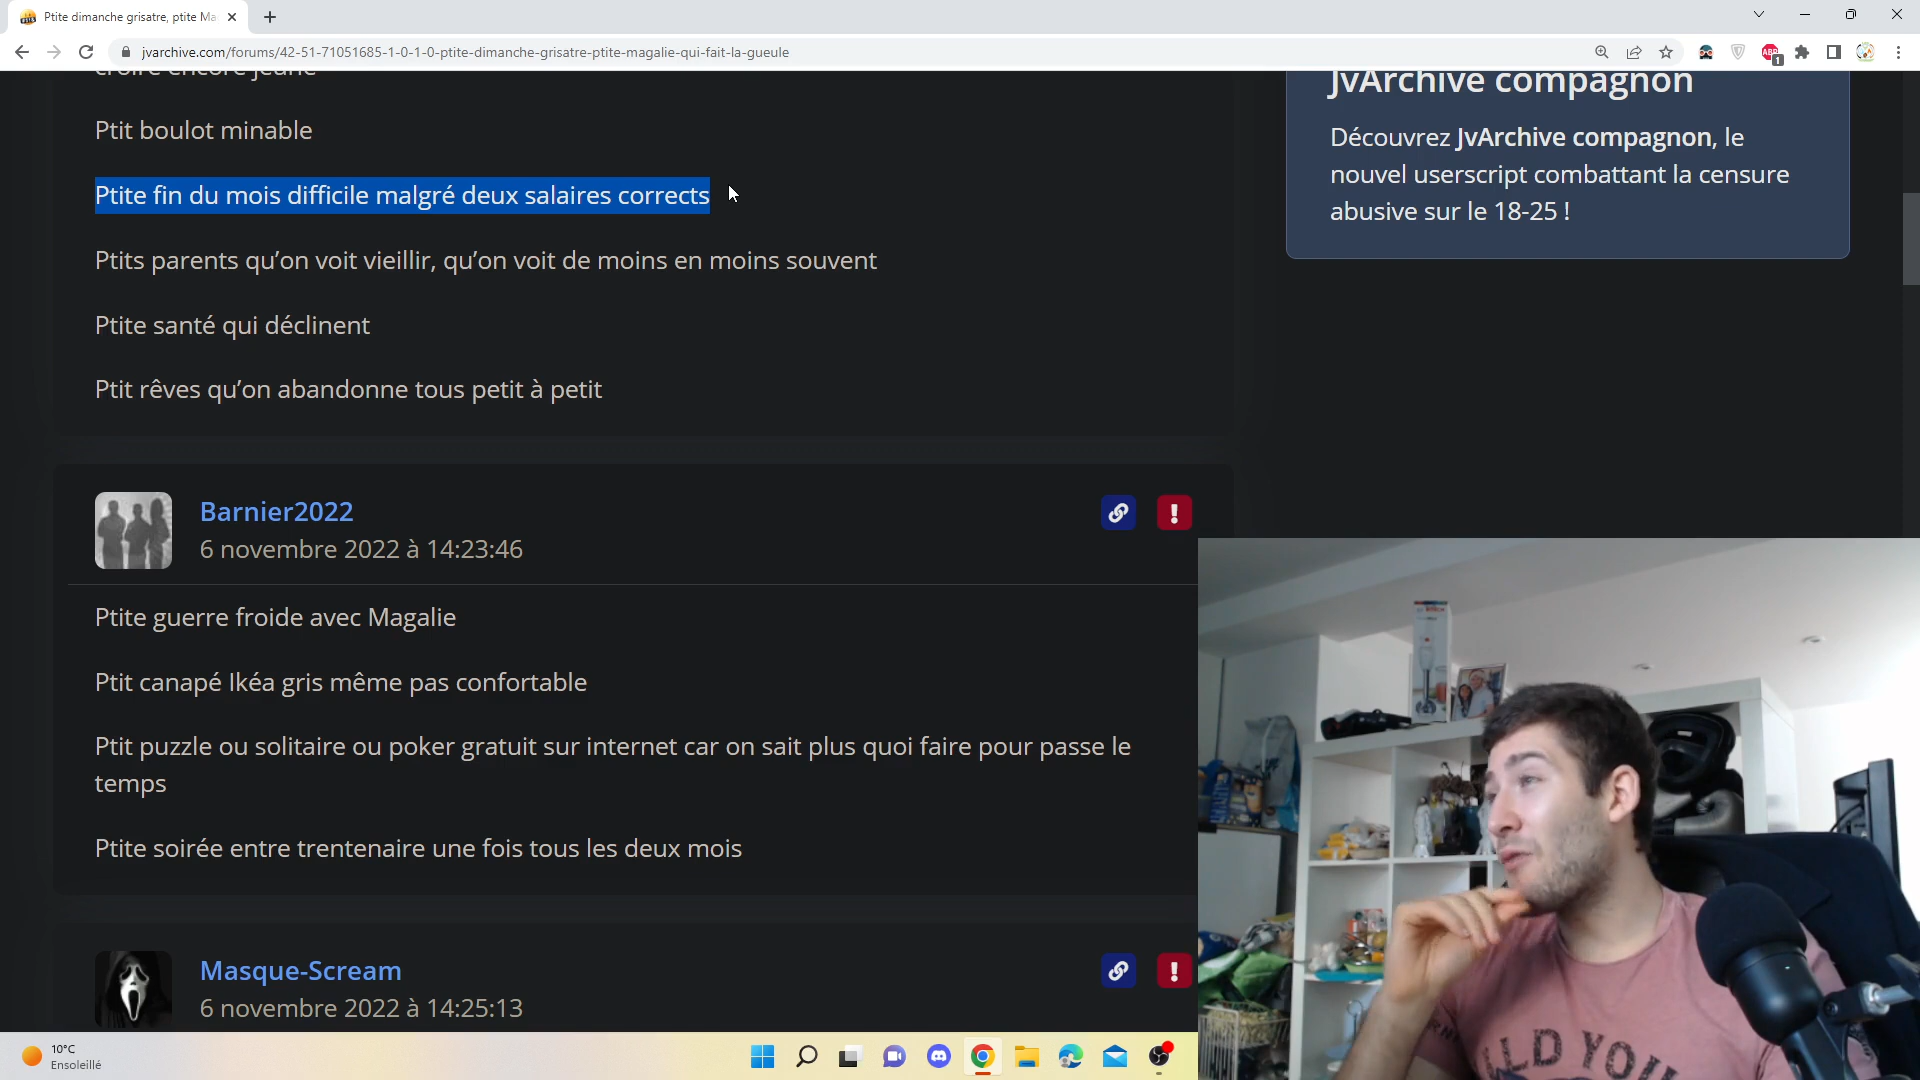 Ptite dimanche grisatre, ptite Ma
jvarchive.com/forums/42-51-71051685-1-0-1-0-ptite-dimanche-grisatre-ptite-magalie-qui-fait-la-gueule
ABP
1
croire encore jeune
Ptit boulot minable
Ptite fin du mois difficile malgré deux salaires corrects
Ptits parents qu’on voit vieillir, qu’on voit de moins en moins souvent
Ptite santé qui déclinent
Ptit rêves qu’on abandonne tous petit à petit
JvArchive compagnon
Découvrez JvArchive compagnon, le
nouvel userscript combattant la censure
abusive sur le 18-25 !
Barnier2022
6 novembre 2022 à 14:23:46
Ptite guerre froide avec Magalie
Ptit canapé Ikéa gris même pas confortable
Ptit puzzle ou solitaire ou poker gratuit sur internet car on sait plus quoi faire pour passe le
temps
Ptite soirée entre trentenaire une fois tous les deux mois
Masque-Scream
6 novembre 2022 à 14:25:13
10°C
Ensoleillé
BOSCH